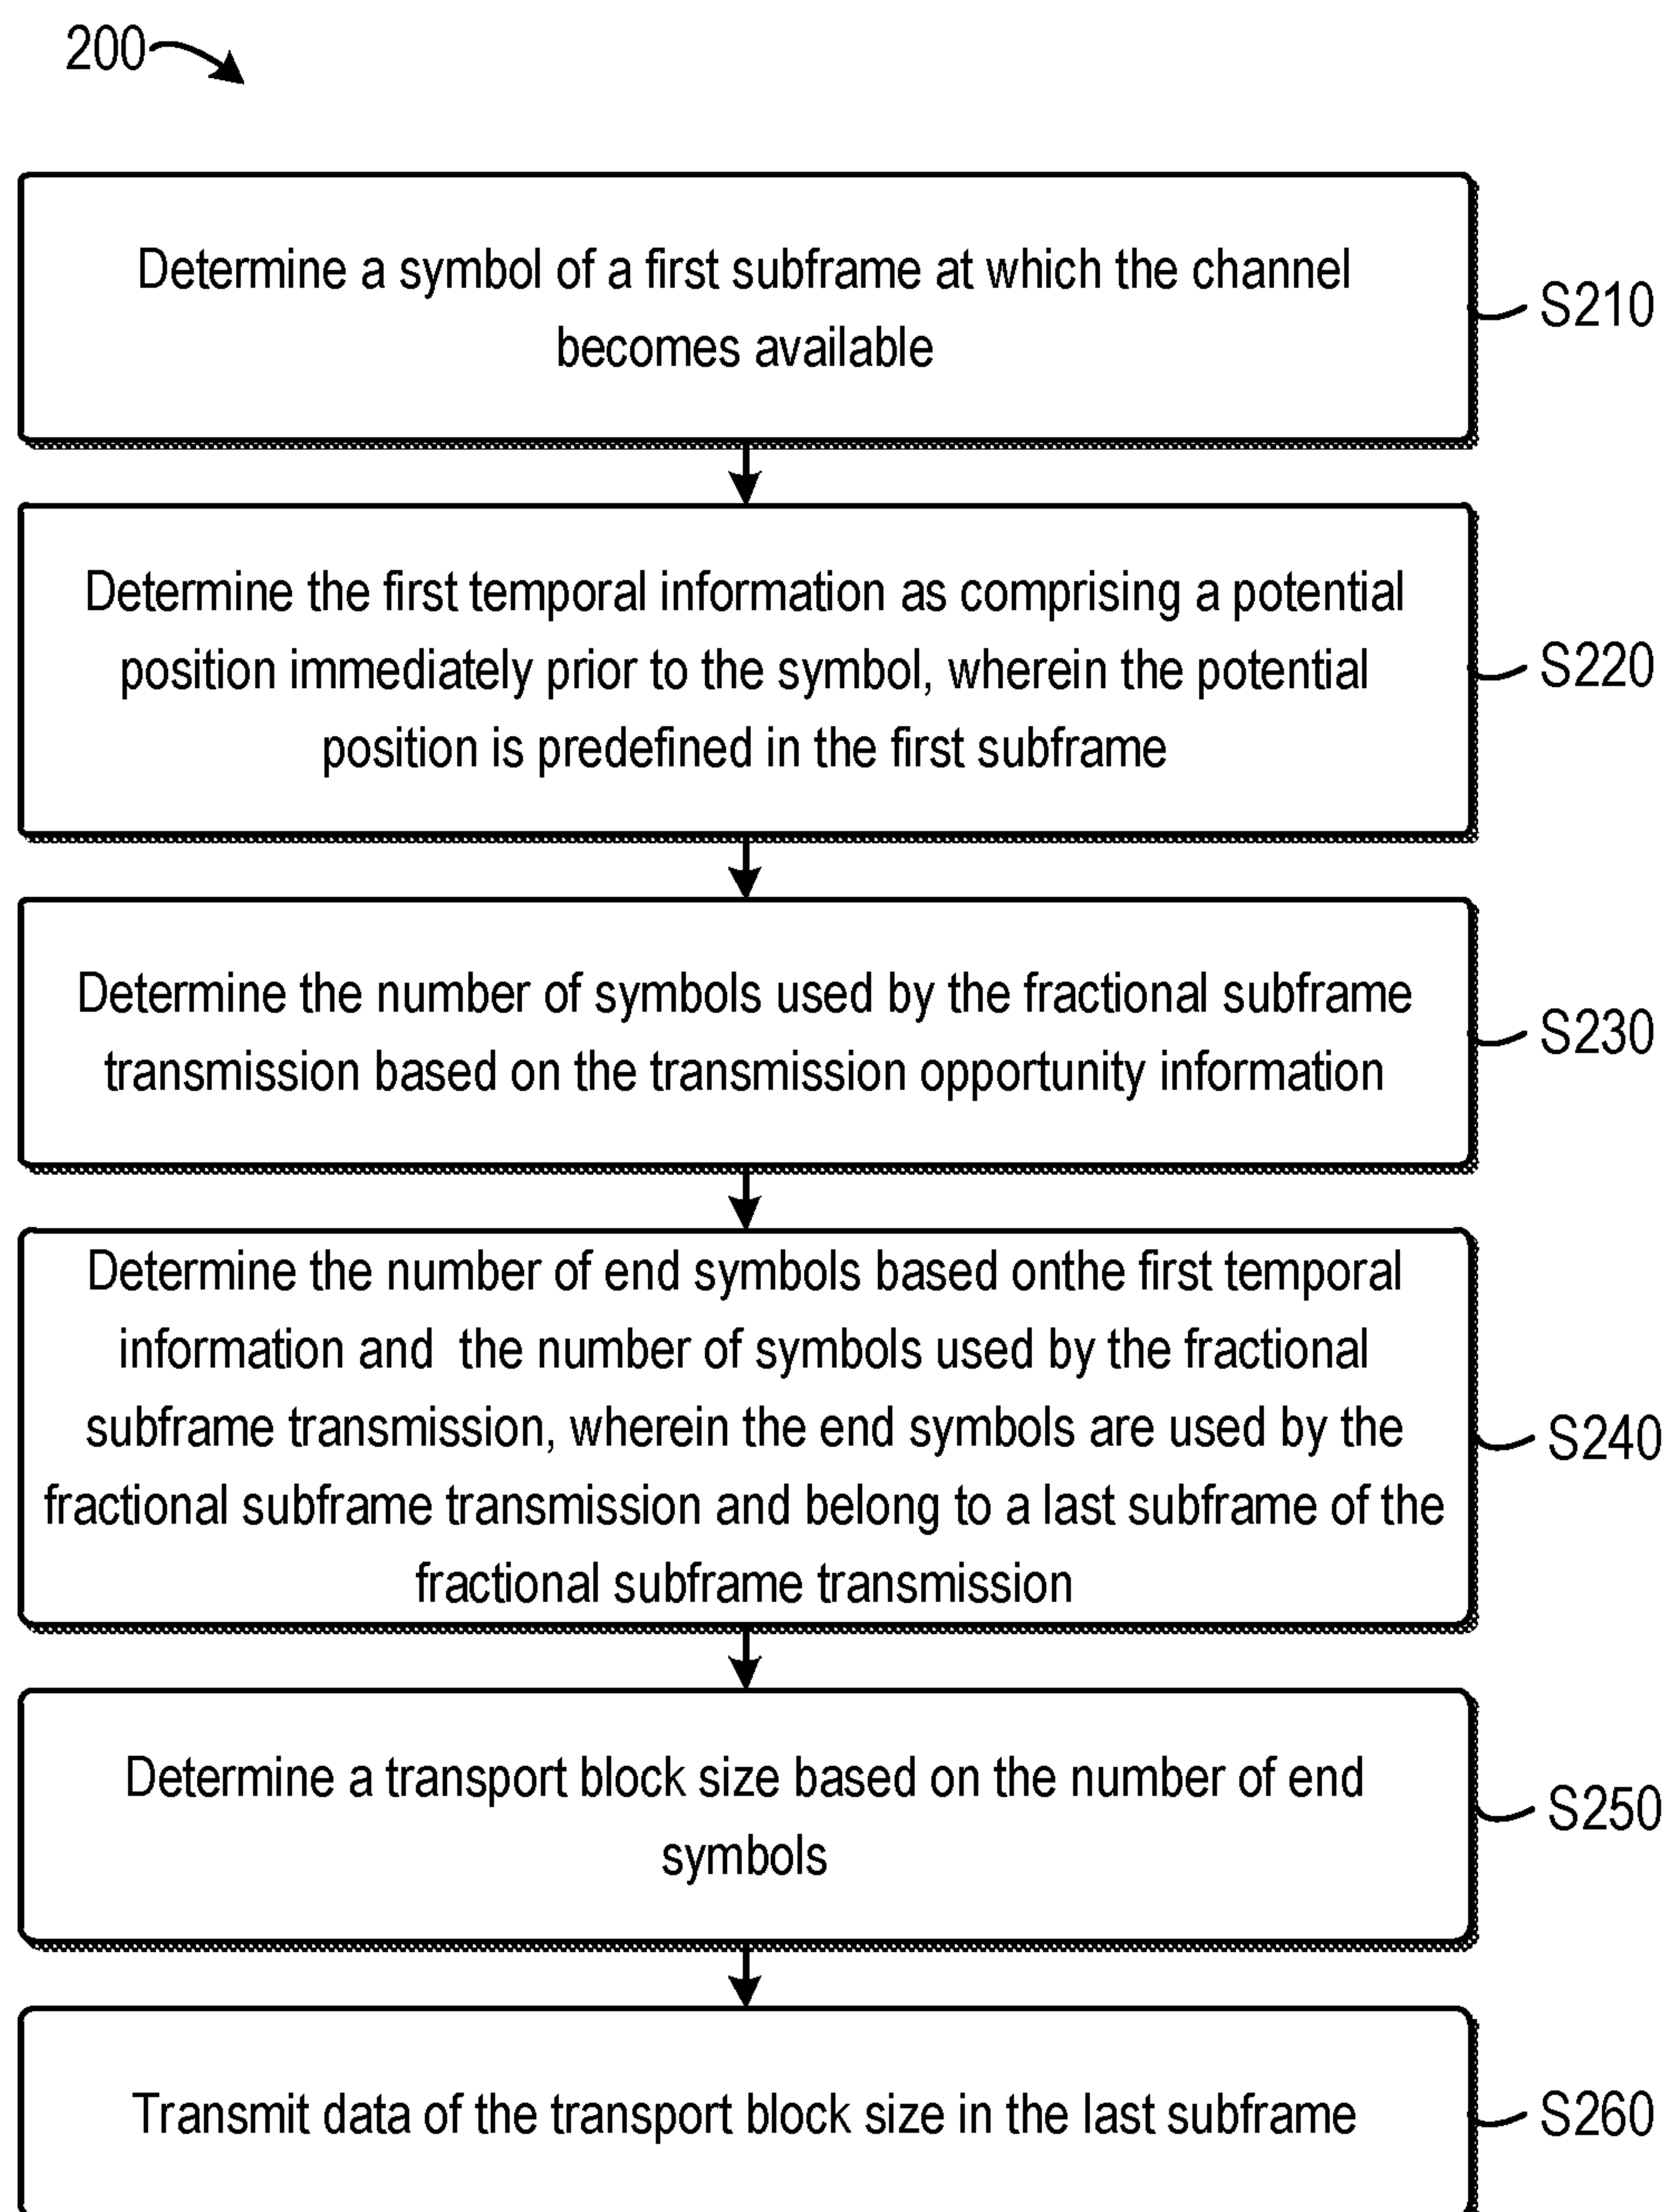 200
Determine a symbol of a first subframe at which the channel
becomes available
S210
Determine the first temporal information as comprising a potential
position immediately prior to the symbol, wherein the potential
position is predefined in the first subframe
S220
Determine the number of symbols used by the fractional subframe
transmission based on the transmission opportunity information
S230
Determine the number of end symbols based onthe first temporal
information and  the number of symbols used by the fractional
subframe transmission, wherein the end symbols are used by the
fractional subframe transmission and belong to a last subframe of the
fractional subframe transmission
S240
Determine a transport block size based on the number of end
symbols
S250
Transmit data of the transport block size in the last subframe
S260